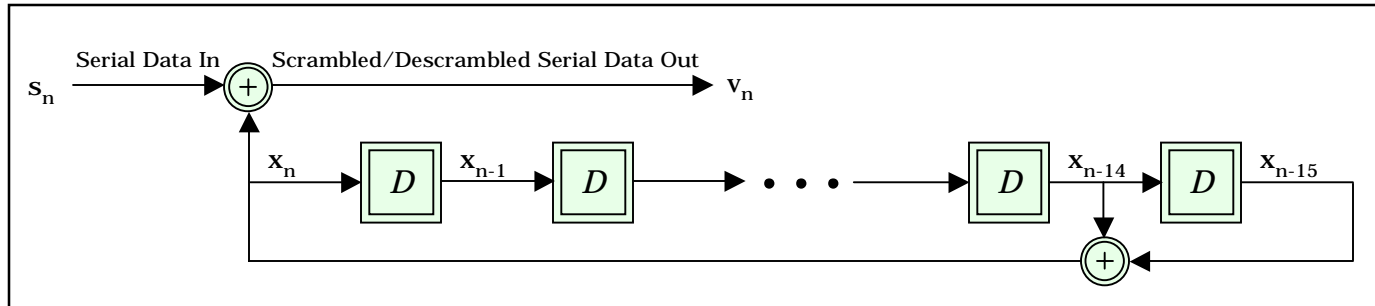 Serial Data In
Scrambled/Descrambled Serial Data Out
sₙ
+
vₙ
xₙ
D
xₙ₋₁
D
• • •
D
xₙ₋₁₄
D
xₙ₋₁₅
+